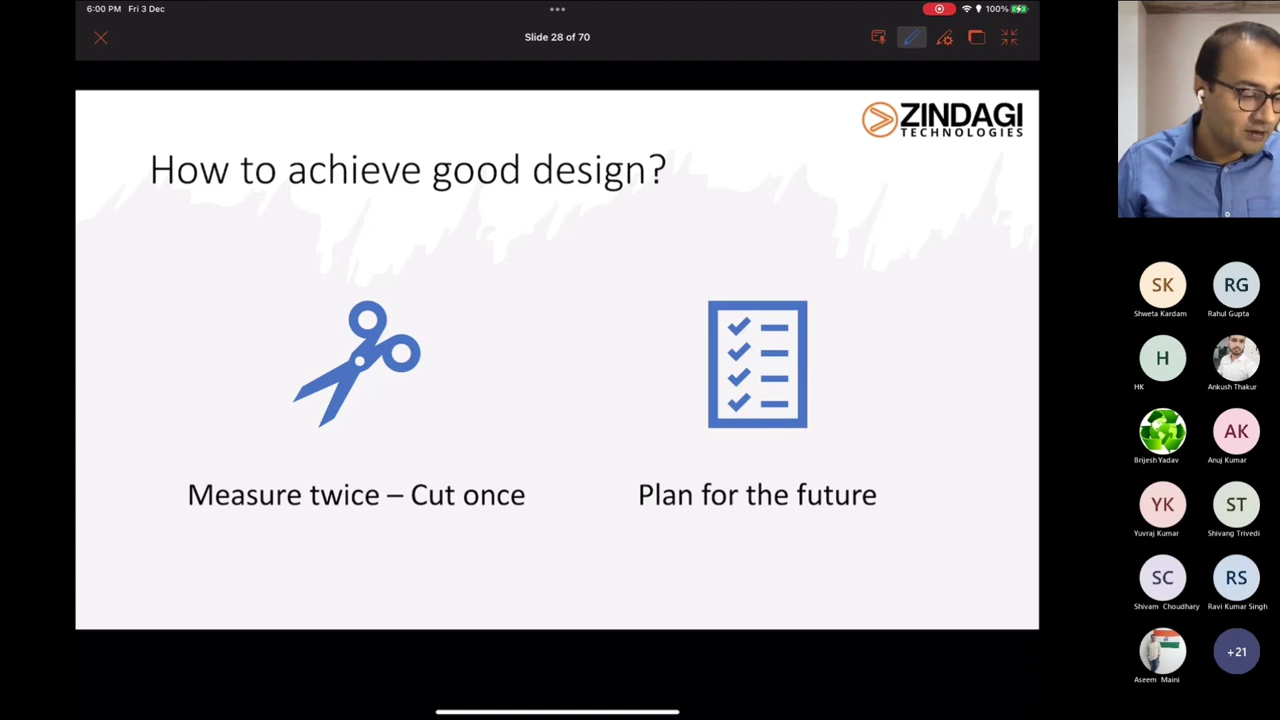 6:00 PM Fri 3 Dec
100%
Slide 28 of 70
ZINDAGI
TECHNOLOGIES
How to achieve good design?
Measure twice – Cut once
Plan for the future
SK
Shweta Kardam
RG
Rahul Gupta
H
HK
Ankush Thakur
Brijesh Yadav
AK
Anuj Kumar
YK
Yuvraj Kumar
ST
Shivang Trivedi
SC
Shivam Choudhary
RS
Ravi Kumar Singh
Aseem Maini
+21